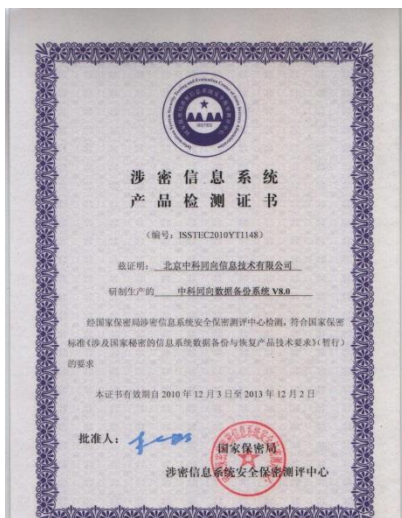 涉密信息系统
产品检测证书
（编号：ISSTEC2010YT1148）
兹证明：北京中科同向信息技术有限公司
研制生产的 中科同向数据备份系统 V8.0
经国家保密局涉密信息系统安全保密测评中心检测，符合国家保密
标准《涉及国家秘密的信息系统数据备份与恢复产品技术要求》（暂行）
的要求
本证书有效期自 2010 年 12 月 3 日至 2013 年 12 月 2 日
批准人：
国家保密局
涉密信息系统安全保密测评中心